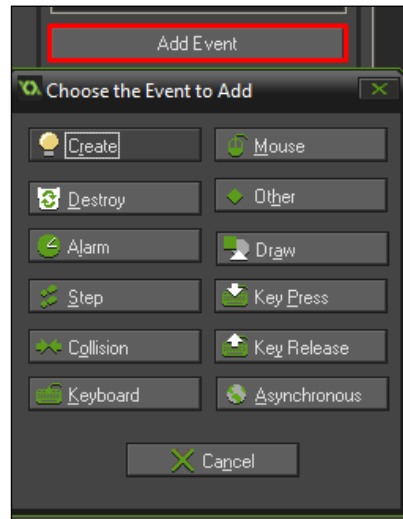 Add Event
Choose the Event to Add
Create
Mouse
Destroy
Other
Alarm
Draw
Step
Key Press
Collision
Key Release
Keyboard
Asynchronous
Cancel